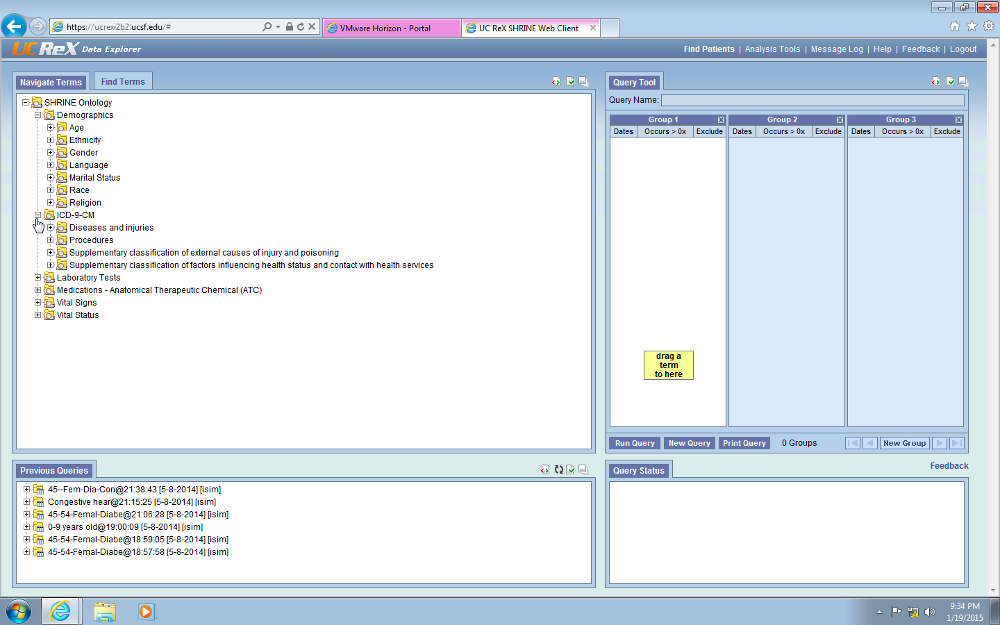 https://ucrexi2b2.ucsf.edu/#
VMware Horizon - Portal
UC ReX SHRINE Web Client
UC ReX Data Explorer
Find Patients | Analysis Tools | Message Log | Help | Feedback | Logout
Navigate Terms
Find Terms
SHRINE Ontology
Demographics
Age
Ethnicity
Gender
Language
Marital Status
Race
Religion
ICD-9-CM
Diseases and injuries
Procedures
Supplementary classification of external causes of injury and poisoning
Supplementary classification of factors influencing health status and contact with health services
Laboratory Tests
Medications - Anatomical Therapeutic Chemical (ATC)
Vital Signs
Vital Status
Query Tool
Query Name:
Group 1 X Group 2 X Group 3 X
Dates Occurs > 0x Exclude Dates Occurs > 0x Exclude Dates Occurs > 0x Exclude
drag a
term
to here
Run Query New Query Print Query 0 Groups New Group
Previous Queries
45--Fem-Dia-Con@21:38:43 [5-8-2014] [isim]
Congestive hear@21:15:25 [5-8-2014] [isim]
45-54-Femal-Diabe@21:06:28 [5-8-2014] [isim]
0-9 years old@19:00:09 [5-8-2014] [isim]
45-54-Femal-Diabe@18:59:05 [5-8-2014] [isim]
45-54-Femal-Diabe@18:57:58 [5-8-2014] [isim]
Query Status
Feedback
9:34 PM
1/19/2015